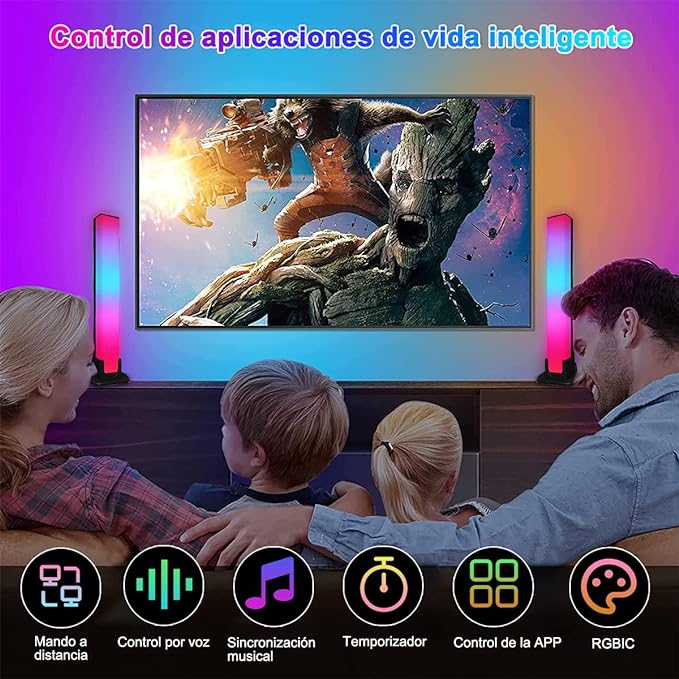 Control de aplicaciones de vida inteligente
Mando a
distancia
Control por voz
Sincronización
musical
Temporizador
Control de la APP
RGBIC